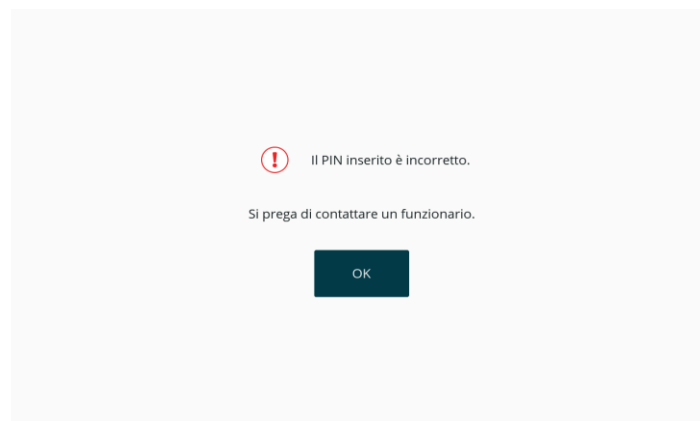 Il PIN inserito è incorretto.
Si prega di contattare un funzionario.
OK